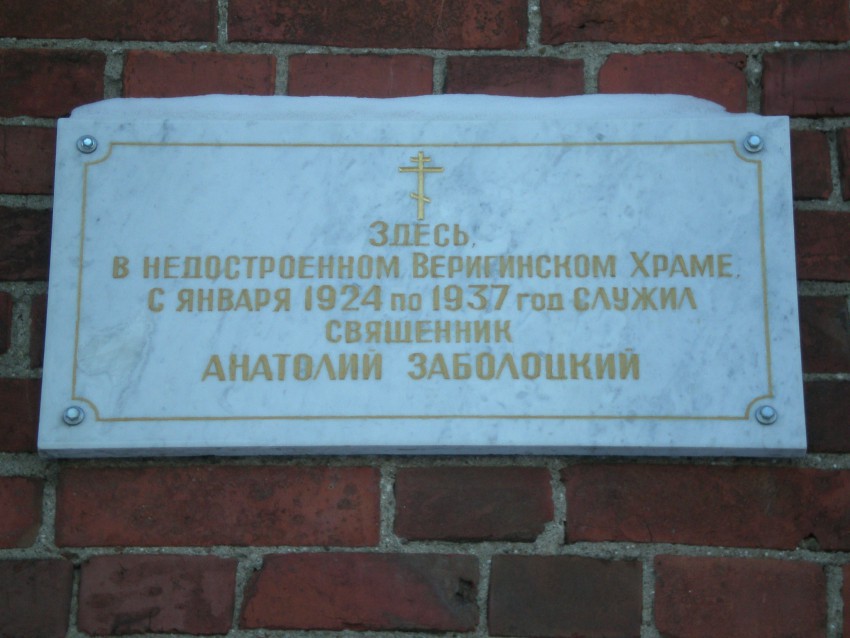 ЗДЕСЬ,
В НЕДОСТРОЕННОМ ВЕРИГИНСКОМ ХРАМЕ,
С ЯНВАРЯ 1924 ПО 1937 ГОД СЛУЖИЛ
СВЯЩЕННИК
АНАТОЛИЙ ЗАБОЛОЦКИЙ